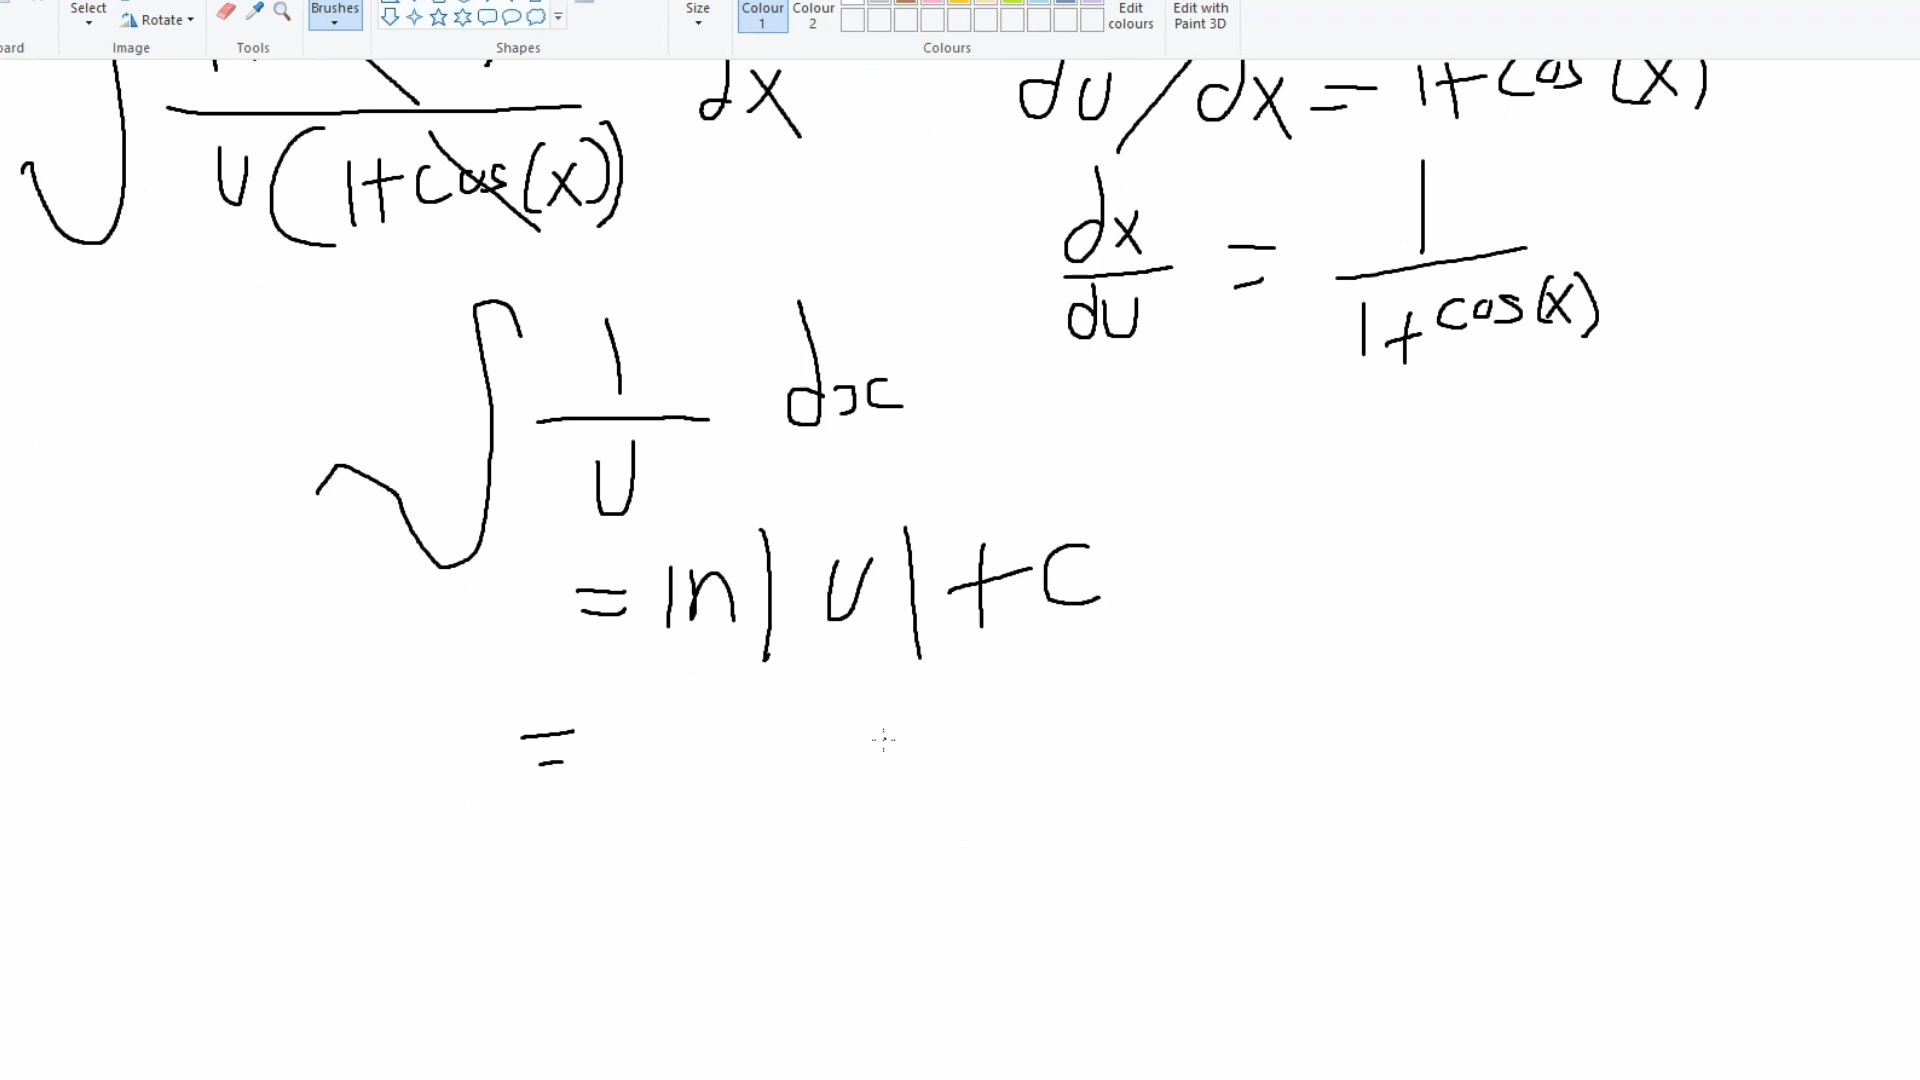 Select
Rotate
Brushes
Size
Colour 1
Colour 2
Edit colours
Edit with Paint 3D
Image
Tools
Shapes
Colours
dx
U(1+cos(x))
du/dx = 1+cos(x)
dx/du = 1/1+cos(x)
∫ 1/U dx
= ln|U|+C
=